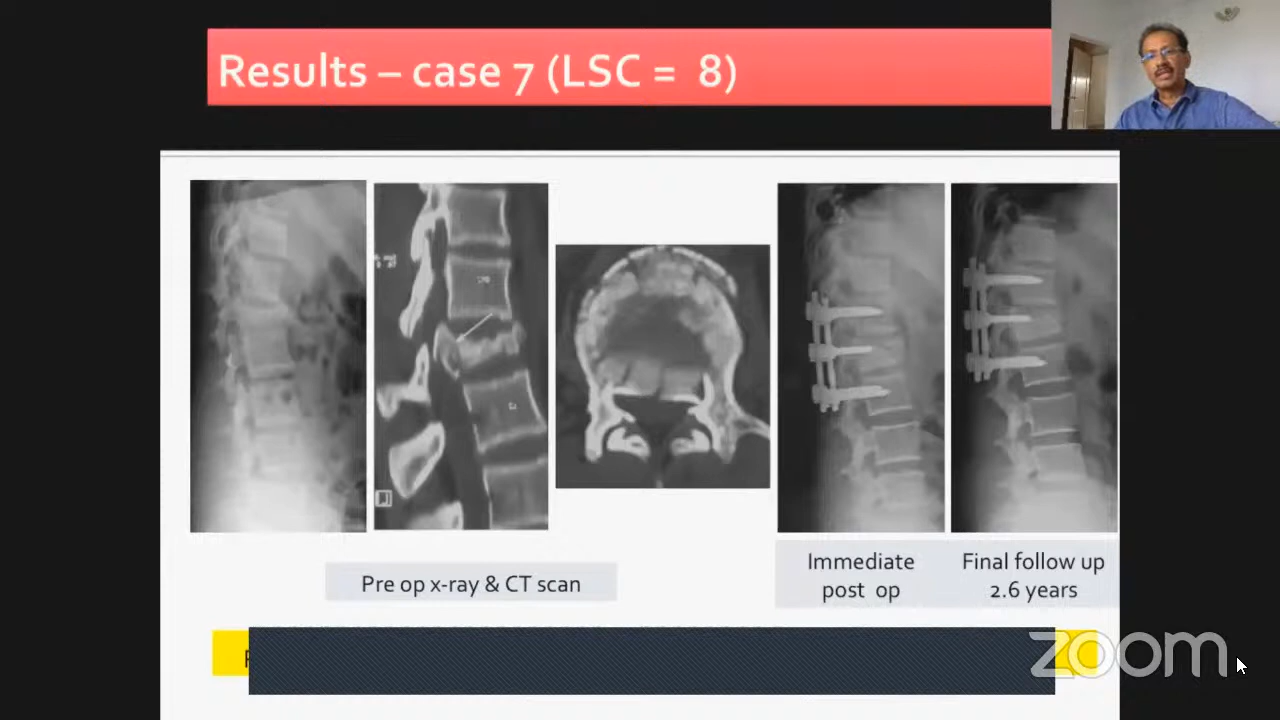 Results – case 7 (LSC = 8)
Pre op x-ray & CT scan
Immediate
post op
Final follow up
2.6 years
zoom